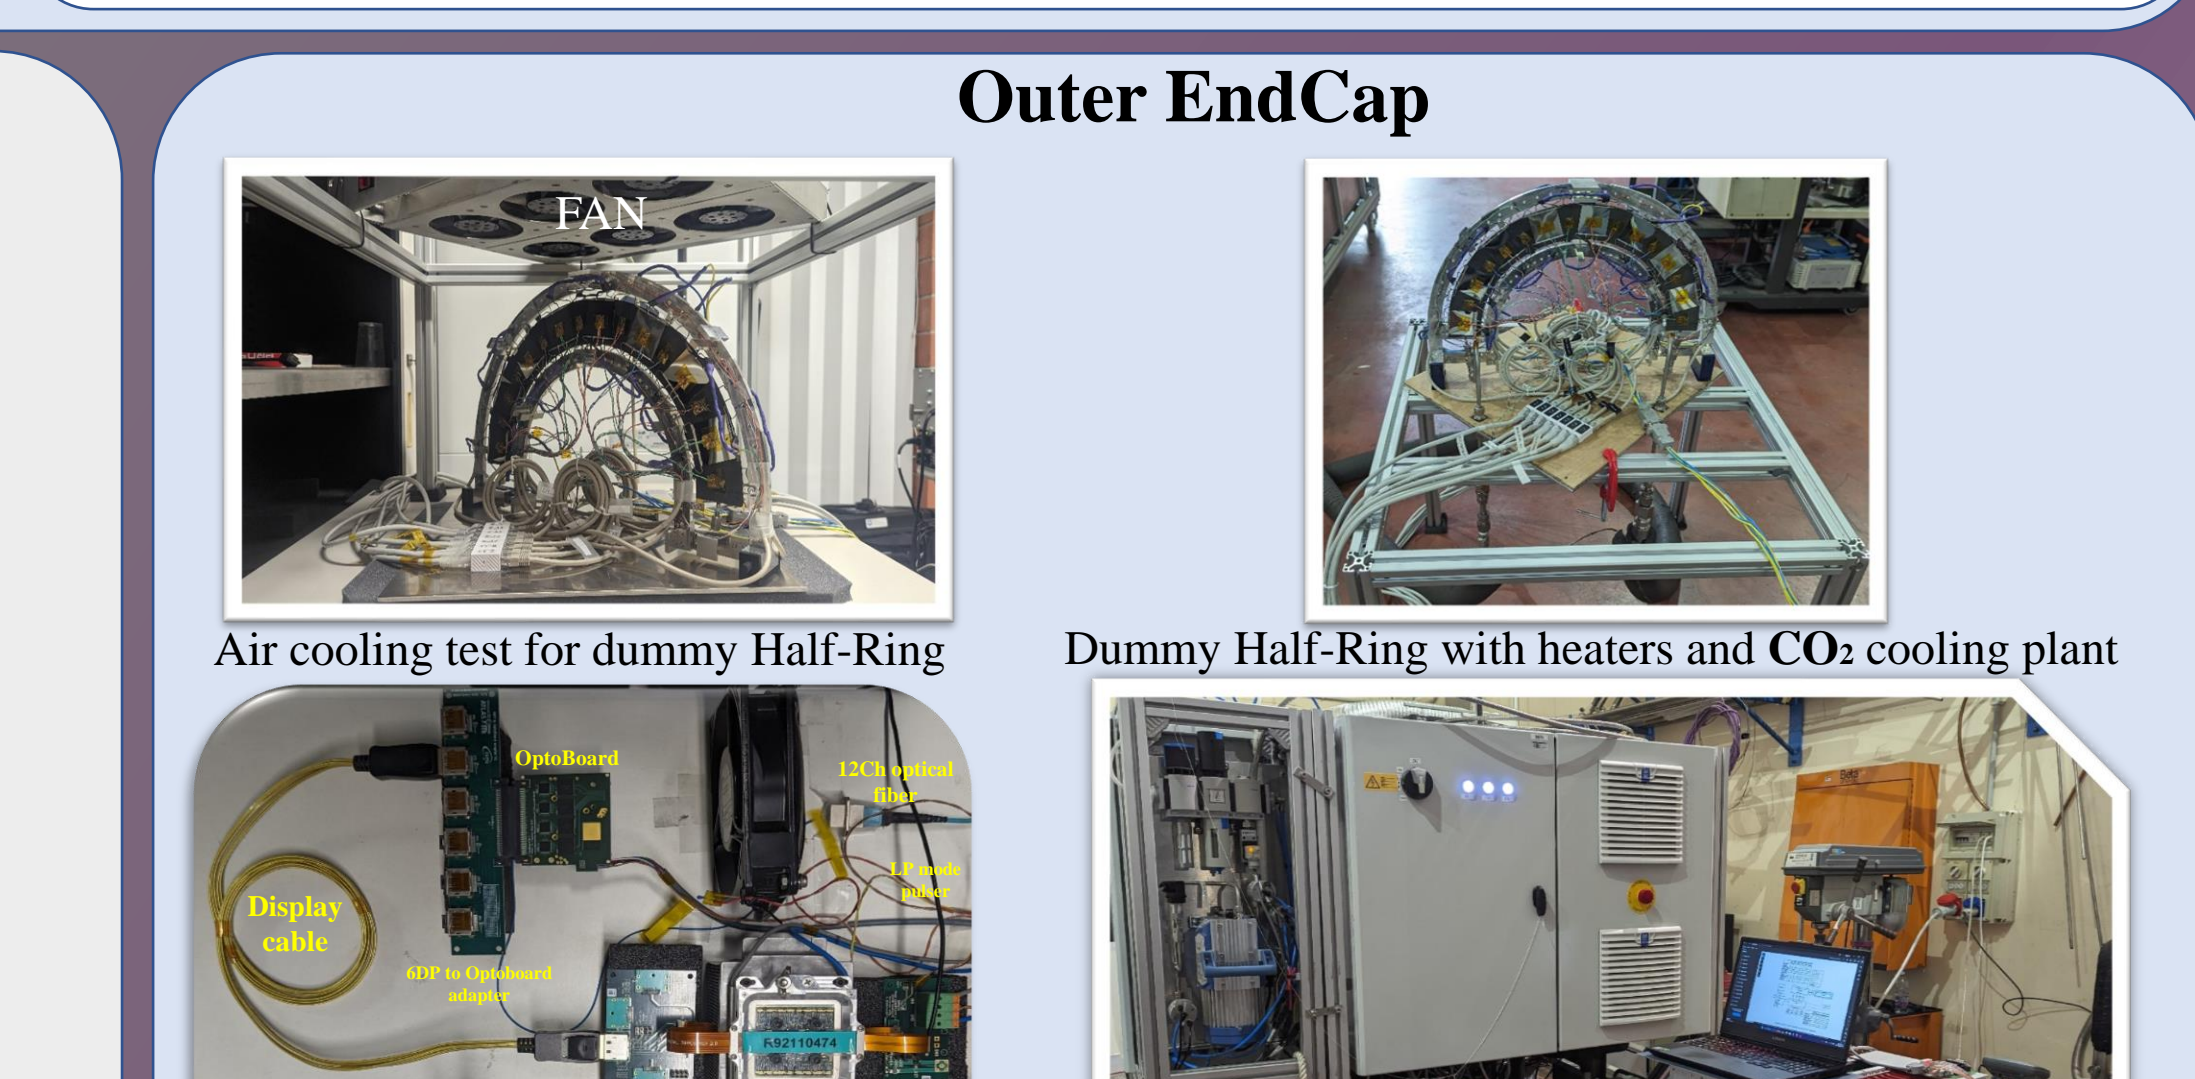 Outer EndCap
FAN
Air cooling test for dummy Half-Ring
Dummy Half-Ring with heaters and CO₂ cooling plant
OptoBoard
12Ch optical
fiber
LP mode
pulser
Display
cable
6DP to Optoboard
adapter
R92110474
Beta